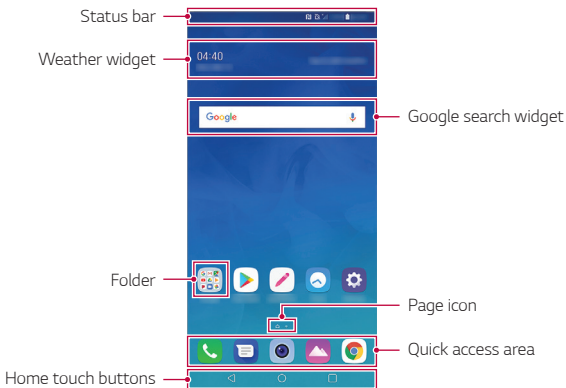 Status bar
Weather widget
04:40
Google
Google search widget
Folder
Page icon
Quick access area
Home touch buttons